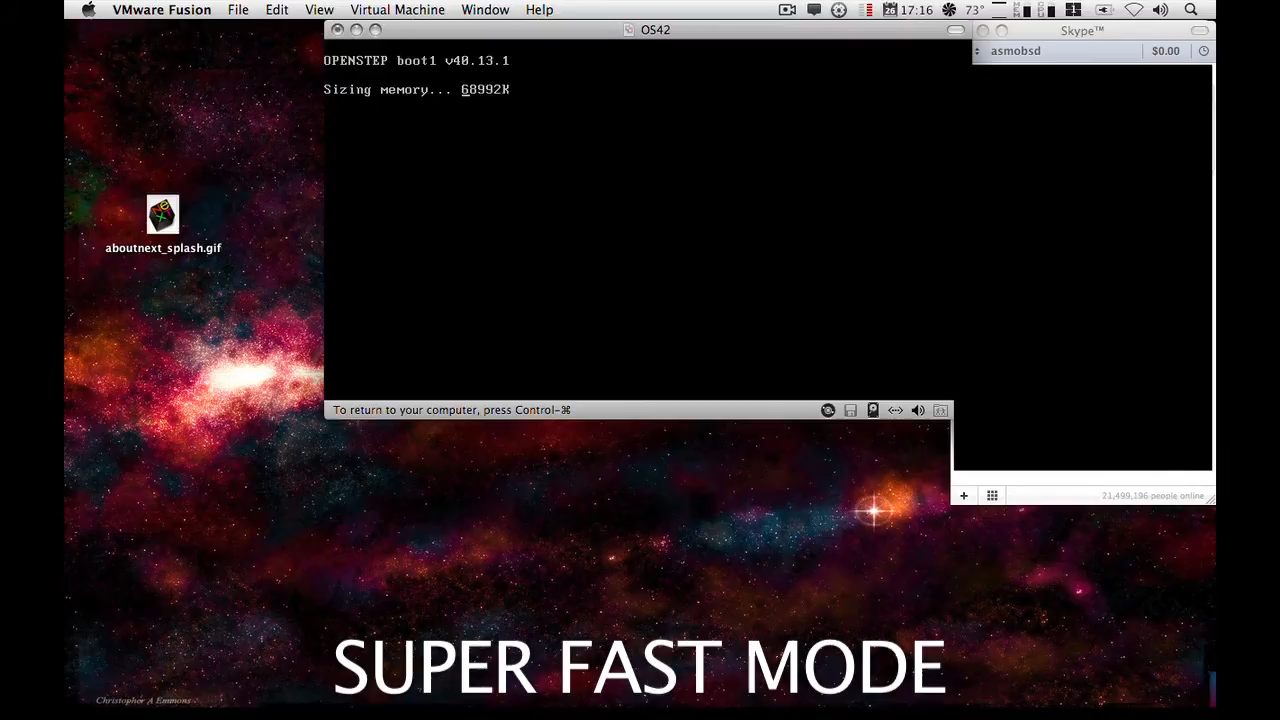 VMware Fusion File Edit View Virtual Machine Window Help 26 17:16 73°
OS42
Skype™
asmobsd $0.00
OPENSTEP boot1 v40.13.1
Sizing memory... 68992K
aboutnext_splash.gif
To return to your computer, press Control-⌘
21,499,196 people online
SUPER FAST MODE
Christopher A Emmons